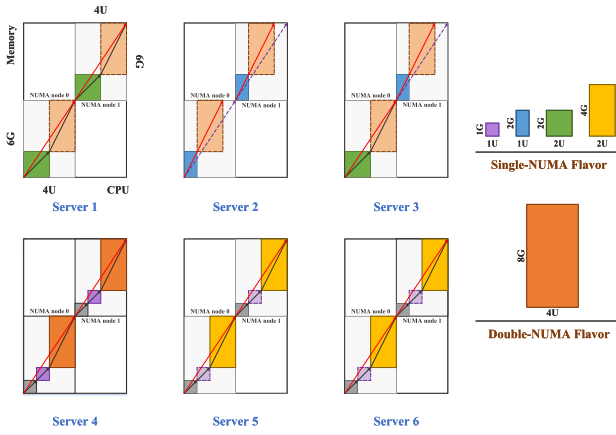 4U
Memory
6G
NUMA node 0
NUMA node 1
6G
4U
CPU
Server 1
NUMA node 0
NUMA node 1
Server 2
NUMA node 0
NUMA node 1
Server 3
1G
1U
2G
1U
2G
2U
4G
2U
Single-NUMA Flavor
8G
4U
Double-NUMA Flavor
NUMA node 0
NUMA node 1
Server 4
NUMA node 0
NUMA node 1
Server 5
NUMA node 0
NUMA node 1
Server 6